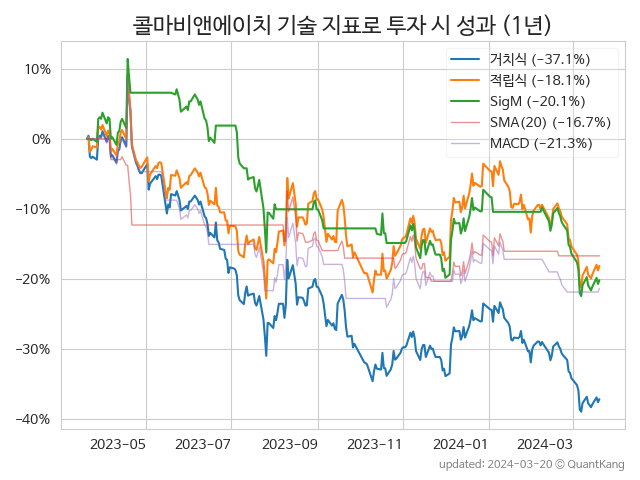 콜마비앤에이치 기술 지표로 투자 시 성과 (1년)
거치식 (−37.1%)
적립식 (−18.1%)
SigM (−20.1%)
SMA(20) (−16.7%)
MACD (−21.3%)
10%
0%
−10%
−20%
−30%
−40%
2023−05 2023−07 2023−09 2023−11 2024−01 2024−03
updated: 2024−03−20 © QuantKang